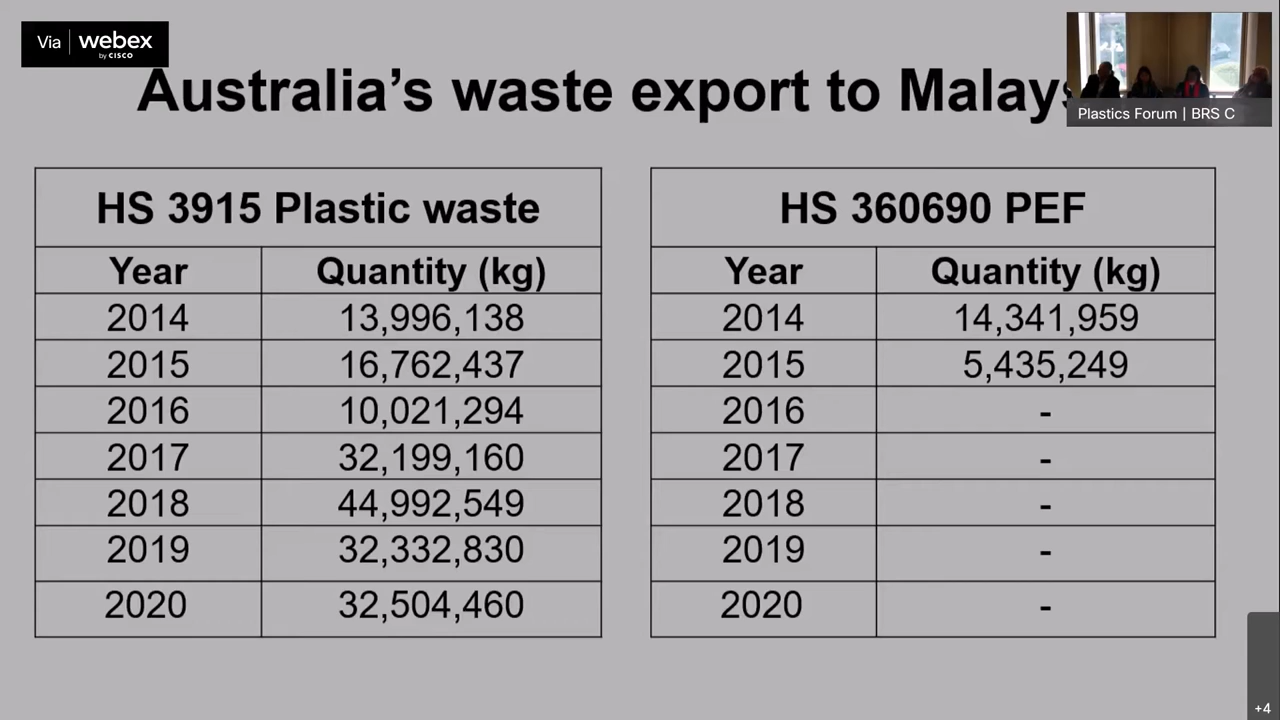 Via webex
by CISCO
Australia's waste export to Malays
Plastics Forum | BRS C
HS 3915 Plastic waste
Year Quantity (kg)
2014 13,996,138
2015 16,762,437
2016 10,021,294
2017 32,199,160
2018 44,992,549
2019 32,332,830
2020 32,504,460
HS 360690 PEF
Year Quantity (kg)
2014 14,341,959
2015 5,435,249
2016 -
2017 -
2018 -
2019 -
2020 -
+4